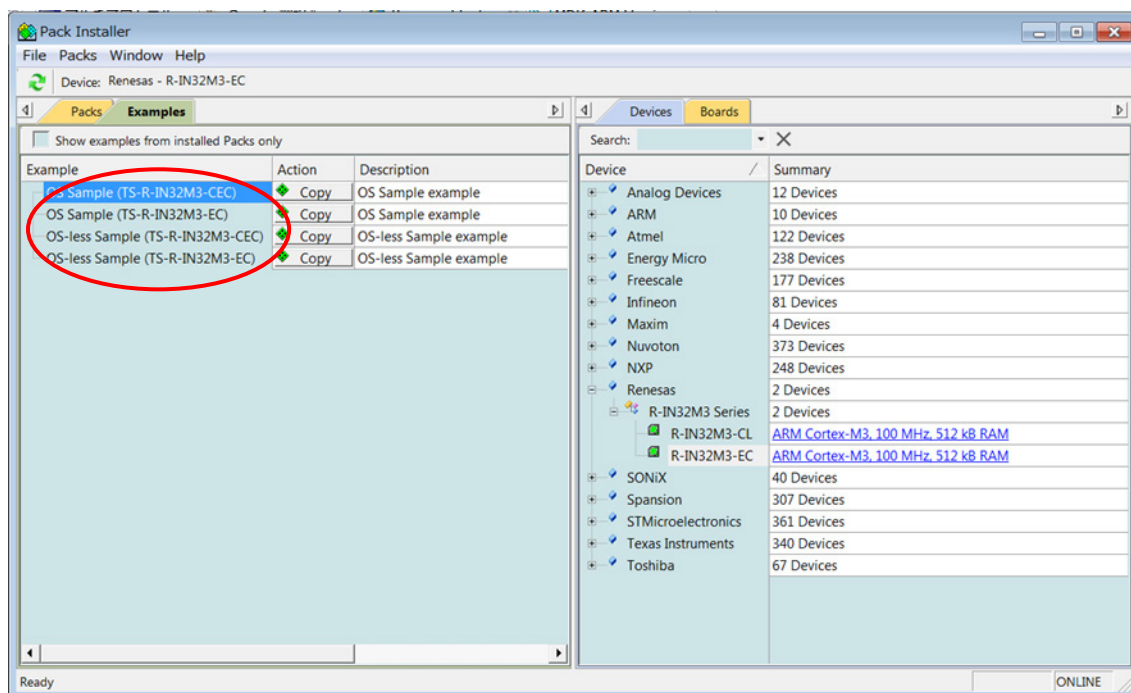 Pack Installer
File Packs Window Help
Device: Renesas - R-IN32M3-EC
Packs Examples
Show examples from installed Packs only
Example Action Description
OS Sample (TS-R-IN32M3-CEC) Copy OS Sample example
OS Sample (TS-R-IN32M3-EC) Copy OS Sample example
OS-less Sample (TS-R-IN32M3-CEC) Copy OS-less Sample example
OS-less Sample (TS-R-IN32M3-EC) Copy OS-less Sample example
Devices Boards
Search:
Device Summary
Analog Devices 12 Devices
ARM 10 Devices
Atmel 122 Devices
Energy Micro 238 Devices
Freescale 177 Devices
Infineon 81 Devices
Maxim 4 Devices
Nuvoton 373 Devices
NXP 248 Devices
Renesas 2 Devices
R-IN32M3 Series 2 Devices
R-IN32M3-CL ARM Cortex-M3, 100 MHz, 512 kB RAM
R-IN32M3-EC ARM Cortex-M3, 100 MHz, 512 kB RAM
SONiX 40 Devices
Spansion 307 Devices
STMicroelectronics 361 Devices
Texas Instruments 340 Devices
Toshiba 67 Devices
Ready ONLINE